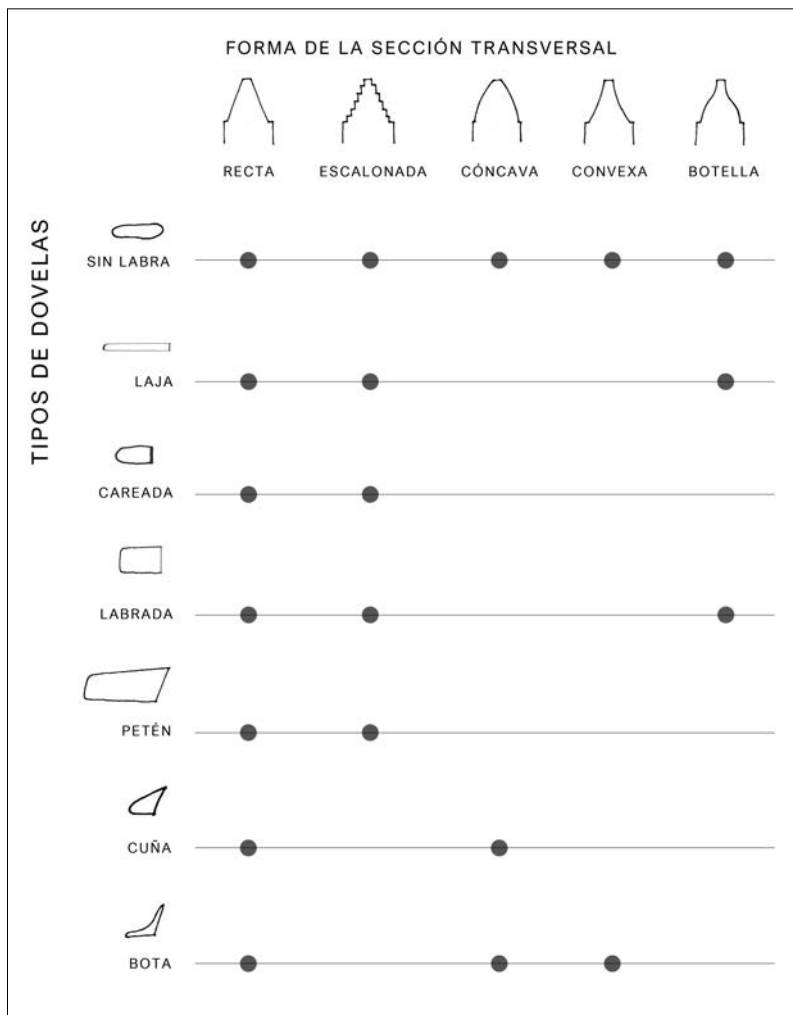 FORMA DE LA SECCIÓN TRANSVERSAL
RECTA ESCALONADA CÓNCAVA CONVEXA BOTELLA
TIPOS DE DOVELAS
SIN LABRA
LAJA
CAREADA
LABRADA
PETÉN
CUÑA
BOTA